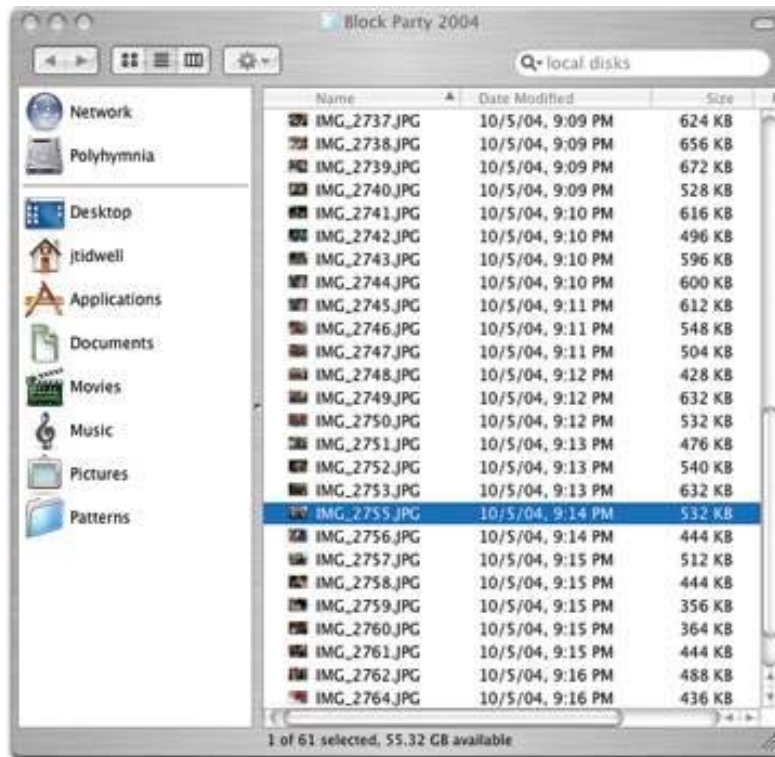 Block Party 2004
local disks
Network
Polyhymnia
Desktop
jtidwell
Applications
Documents
Movies
Music
Pictures
Patterns
Name Date Modified Size
IMG_2737.JPG 10/5/04, 9:09 PM 624 KB
IMG_2738.JPG 10/5/04, 9:09 PM 656 KB
IMG_2739.JPG 10/5/04, 9:09 PM 672 KB
IMG_2740.JPG 10/5/04, 9:09 PM 528 KB
IMG_2741.JPG 10/5/04, 9:10 PM 616 KB
IMG_2742.JPG 10/5/04, 9:10 PM 496 KB
IMG_2743.JPG 10/5/04, 9:10 PM 596 KB
IMG_2744.JPG 10/5/04, 9:10 PM 600 KB
IMG_2745.JPG 10/5/04, 9:11 PM 612 KB
IMG_2746.JPG 10/5/04, 9:11 PM 548 KB
IMG_2747.JPG 10/5/04, 9:11 PM 504 KB
IMG_2748.JPG 10/5/04, 9:12 PM 428 KB
IMG_2749.JPG 10/5/04, 9:12 PM 632 KB
IMG_2750.JPG 10/5/04, 9:12 PM 532 KB
IMG_2751.JPG 10/5/04, 9:13 PM 476 KB
IMG_2752.JPG 10/5/04, 9:13 PM 540 KB
IMG_2753.JPG 10/5/04, 9:13 PM 632 KB
IMG_2755.JPG 10/5/04, 9:14 PM 532 KB
IMG_2756.JPG 10/5/04, 9:14 PM 444 KB
IMG_2757.JPG 10/5/04, 9:15 PM 512 KB
IMG_2758.JPG 10/5/04, 9:15 PM 444 KB
IMG_2759.JPG 10/5/04, 9:15 PM 356 KB
IMG_2760.JPG 10/5/04, 9:15 PM 364 KB
IMG_2761.JPG 10/5/04, 9:15 PM 444 KB
IMG_2762.JPG 10/5/04, 9:16 PM 488 KB
IMG_2764.JPG 10/5/04, 9:16 PM 436 KB
1 of 61 selected, 55.32 GB available